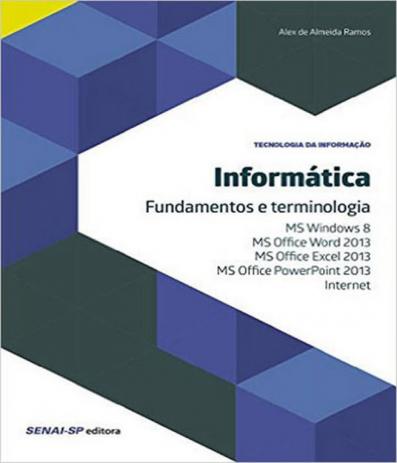 Alex de Almeida Ramos
TECNOLOGIA DA INFORMAÇÃO
Informática
Fundamentos e terminologia
MS Windows 8
MS Office Word 2013
MS Office Excel 2013
MS Office PowerPoint 2013
Internet
SENAI-SP editora